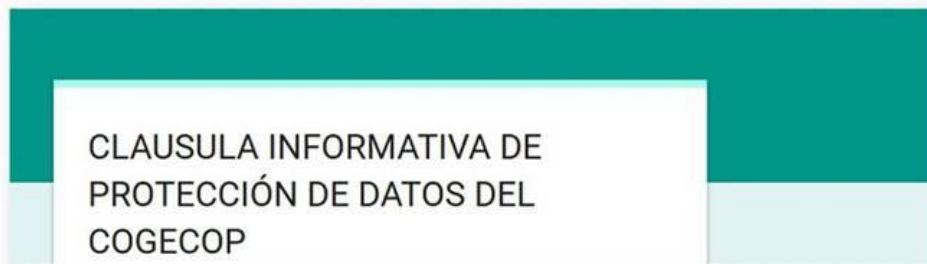 CLAUSULA INFORMATIVA DE
PROTECCIÓN DE DATOS DEL
COGECOP